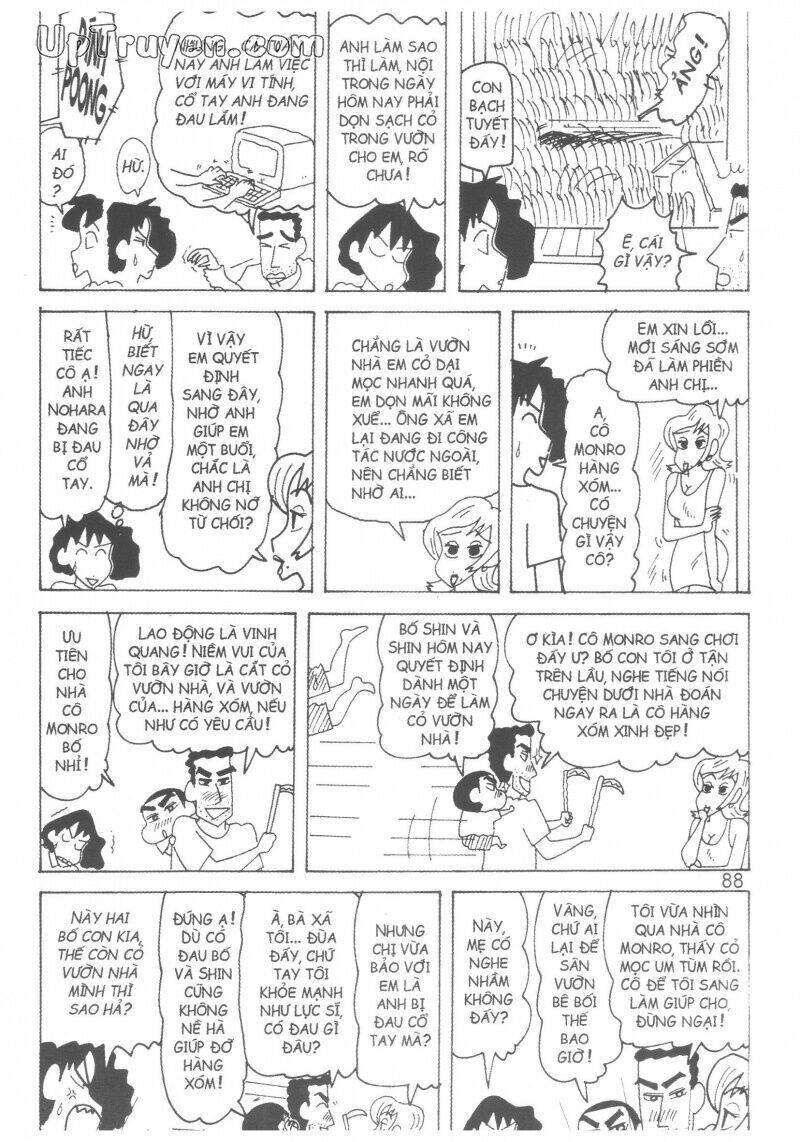 UpTruyen.com
ẲNG!
CON
BẠCH
TUYẾT
ĐẤY!
Ê, CÁI
GÌ VẬY?
ANH LÀM SAO
THÌ LÀM, NỘI
TRONG NGÀY
HÔM NAY PHẢI
DỌN SẠCH CỎ
TRONG VƯỜN
CHO EM, RÕ
CHƯA!
NHƯNG... CẢ TUẦN
NAY ANH LÀM VIỆC
VỚI MẤY VI TÍNH,
CỔ TAY ANH ĐANG
ĐAU LẮM!
BÍNH
POONG
HỪ.
AI
ĐÓ
?
EM XIN LỖI...
MỚI SÁNG SỚM
ĐÃ LÀM PHIỀN
ANH CHỊ...
A,
CÔ
MONRO
HÀNG
XÓM...
CÓ
CHUYỆN
GÌ VẬY
CÔ?
CHẲNG LÀ VƯỜN
NHÀ EM CỎ DẠI
MỌC NHANH QUÁ,
EM DỌN MÃI KHÔNG
XUỂ... ÔNG XÃ EM
LẠI ĐANG ĐI CÔNG
TÁC NƯỚC NGOÀI,
NÊN CHẲNG BIẾT
NHỜ AI...
VÌ VẬY
EM QUYẾT
ĐỊNH
SANG ĐÂY,
NHỜ ANH
GIÚP EM
MỘT BUỔI,
CHẮC LÀ
ANH CHỊ
KHÔNG NỠ
TỪ CHỐI?
HỪ,
BIẾT
NGAY
LÀ
QUA
ĐÂY
NHỜ
VẢ
MÀ!
RẤT
TIẾC
CÔ Ạ!
ANH
NOHARA
ĐANG
BỊ ĐAU
CỔ
TAY.
Ơ KÌA! CÔ MONRO SANG CHƠI
ĐẤY Ư? BỐ CON TÔI Ở TẬN
TRÊN LẦU, NGHE TIẾNG NÓI
CHUYỆN DƯỚI NHÀ ĐOÁN
NGAY RA LÀ CÔ HÀNG
XÓM XINH ĐẸP!
BỐ SHIN VÀ
SHIN HÔM NAY
QUYẾT ĐỊNH
DÀNH MỘT
NGÀY ĐỂ LÀM
CỎ VƯỜN
NHÀ!
LAO ĐỘNG LÀ VINH
QUANG! NIỀM VUI CỦA
TÔI BÂY GIỜ LÀ CẮT CỎ
VƯỜN NHÀ, VÀ VƯỜN
CỦA... HÀNG XÓM, NẾU
NHƯ CÓ YÊU CẦU!
ƯU
TIÊN
CHO
NHÀ
CÔ
MONRO
BỐ
NHỈ!
88
TÔI VỪA NHÌN
QUA NHÀ CÔ
MONRO, THẤY CỎ
MỌC UM TÙM RỒI.
CÔ ĐỂ TÔI SANG
LÀM GIÚP CHO,
ĐỪNG NGẠI!
VÂNG,
CHỨ AI
LẠI ĐỂ
SÂN
VƯỜN
BÊ BỐI
THẾ
BAO
GIỜ!
NÀY,
MẸ CÓ
NGHE
NHẦM
KHÔNG
ĐẤY?
NHƯNG
CHỊ VỪA
BẢO VỚI
EM LÀ
ANH BỊ
ĐAU CỔ
TAY MÀ?
À, BÀ XÃ
TÔI... ĐÙA
ĐẤY, CHỨ
TAY TÔI
KHỎE MẠNH
NHƯ LỰC SĨ,
CÓ ĐAU GÌ
ĐÂU?
ĐÚNG Ạ!
DÙ CÓ
ĐAU BỐ
VÀ SHIN
CŨNG
KHÔNG
NỀ HÀ
GIÚP ĐỠ
HÀNG
XÓM!
NÀY HAI
BỐ CON KIA,
THẾ CÒN CỎ
VƯỜN NHÀ
MÌNH THÌ
SAO HẢ?